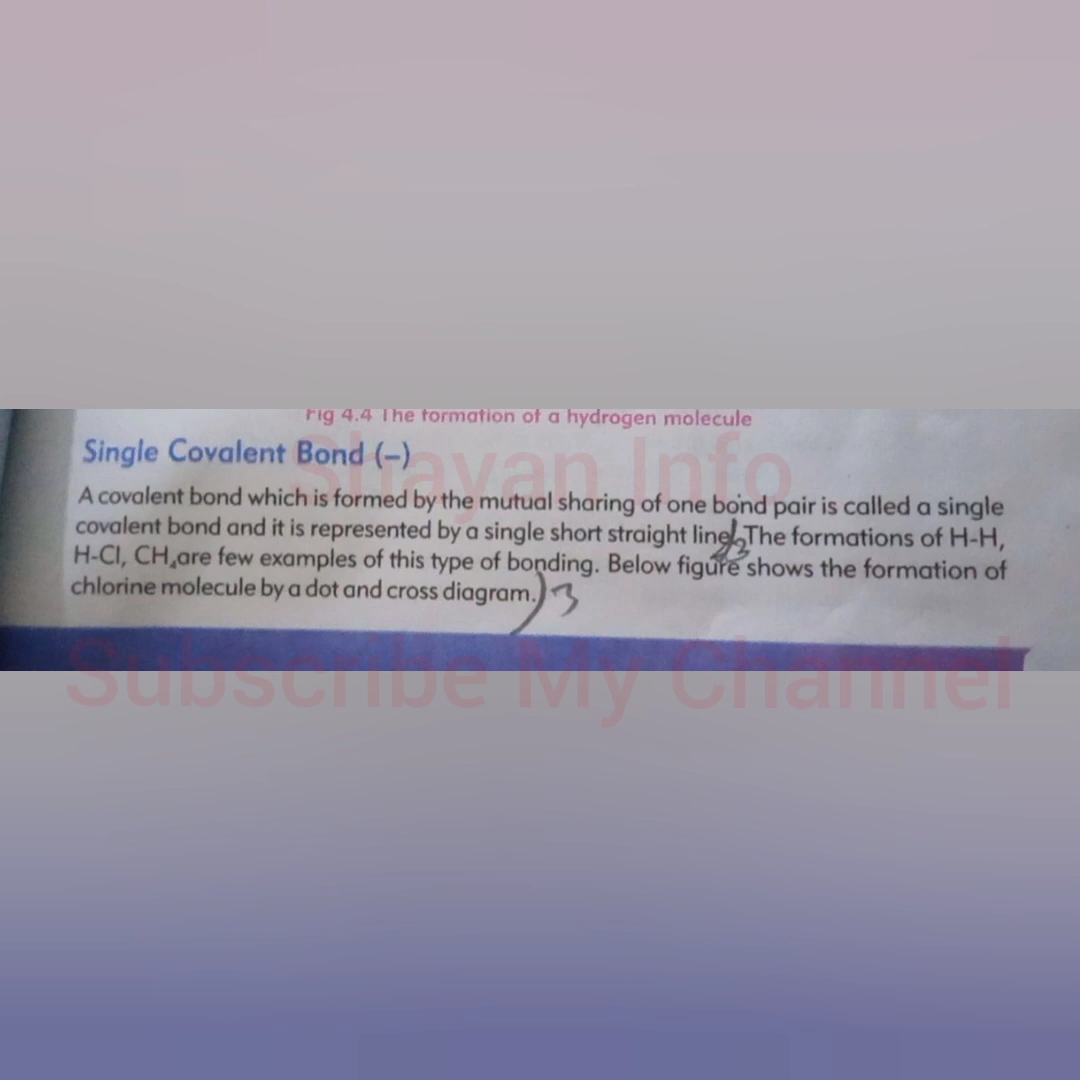 Fig 4.4 The formation of a hydrogen molecule
Shayan Info
Single Covalent Bond (–)
A covalent bond which is formed by the mutual sharing of one bond pair is called a single
covalent bond and it is represented by a single short straight line. The formations of H-H,
H-Cl, CH₄are few examples of this type of bonding. Below figure shows the formation of
chlorine molecule by a dot and cross diagram.
3
Subscribe My Channel